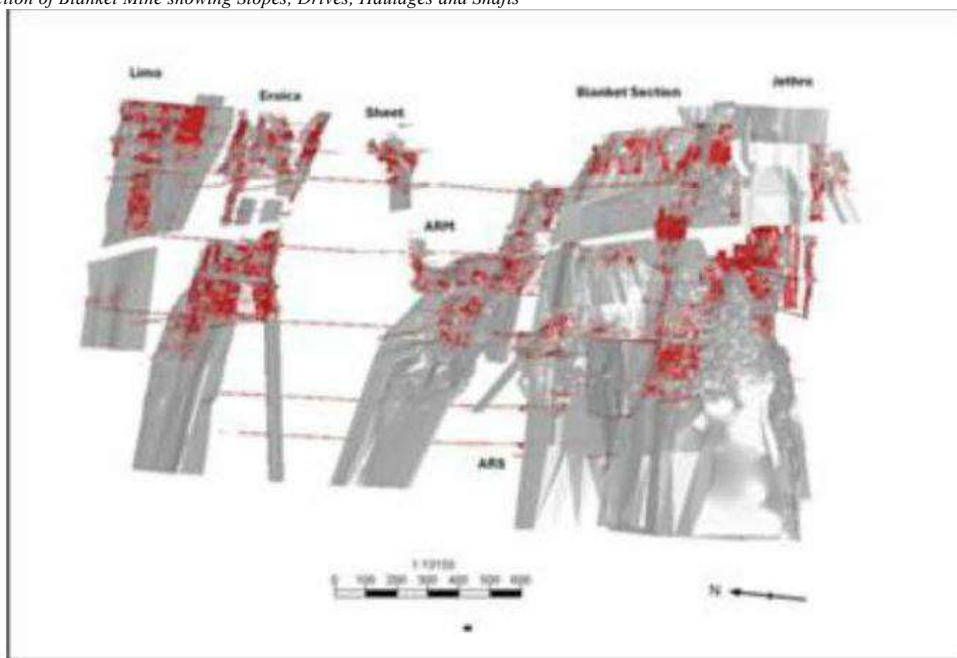 ction of Blanket Mine showing Stopes, Drives, Haulages and Shafts
Lima
Eroica
Sheet
Blanket Section
Jethro
ARM
ARS
0 100 200 300 400 500 600
N